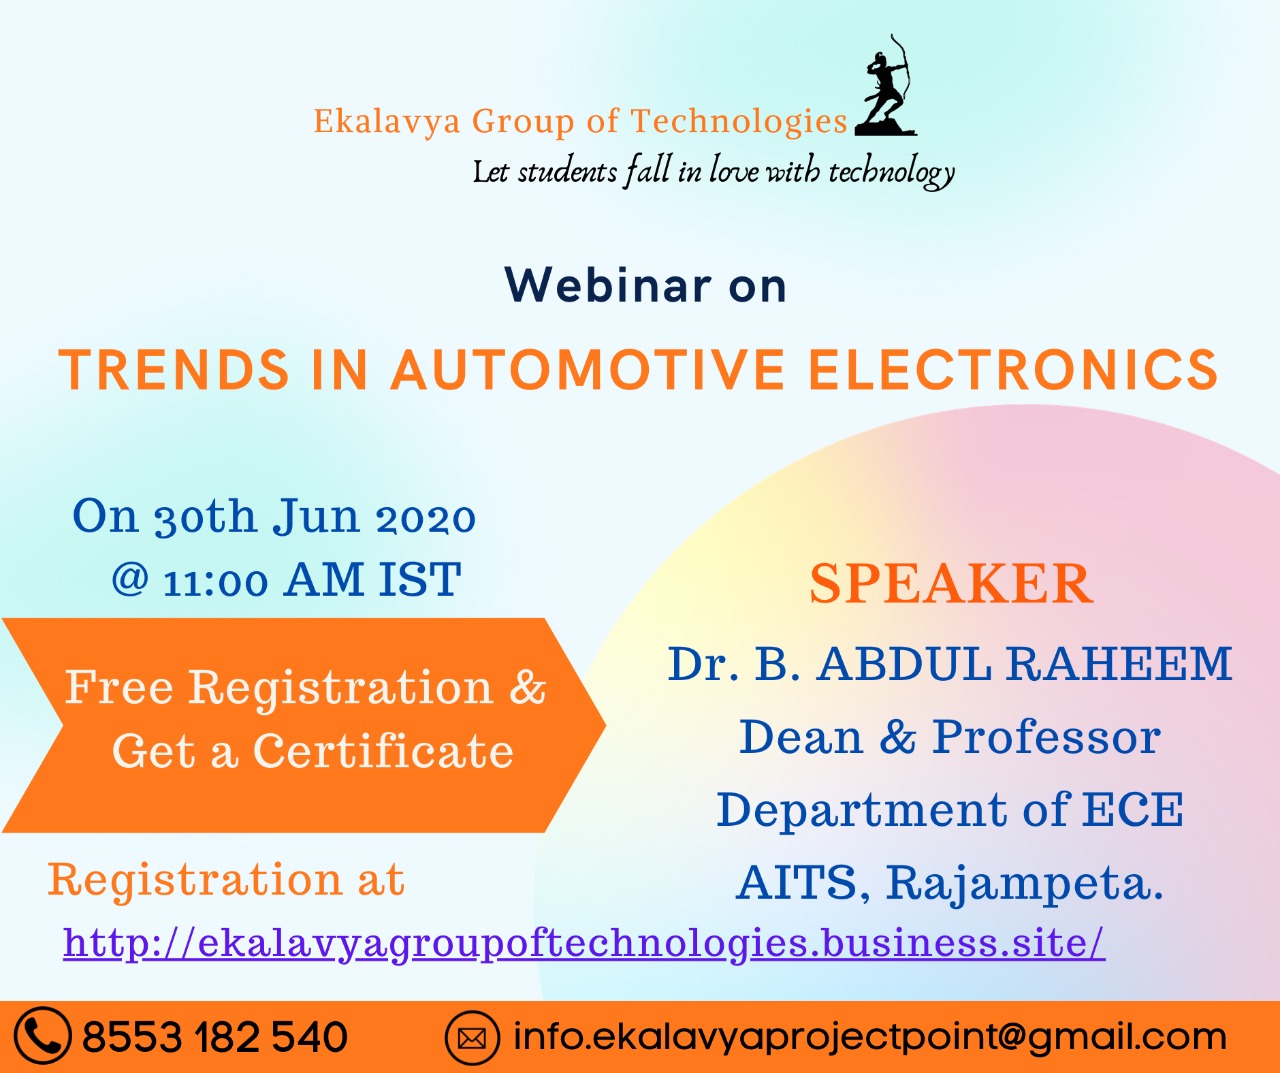 Ekalavya Group of Technologies
Let students fall in love with technology
Webinar on
TRENDS IN AUTOMOTIVE ELECTRONICS
On 30th Jun 2020
@ 11:00 AM IST
Free Registration &
Get a Certificate
SPEAKER
Dr. B. ABDUL RAHEEM
Dean & Professor
Department of ECE
AITS, Rajampeta.
Registration at
http://ekalavyagroupoftechnologies.business.site/
8553 182 540
info.ekalavyaprojectpoint@gmail.com